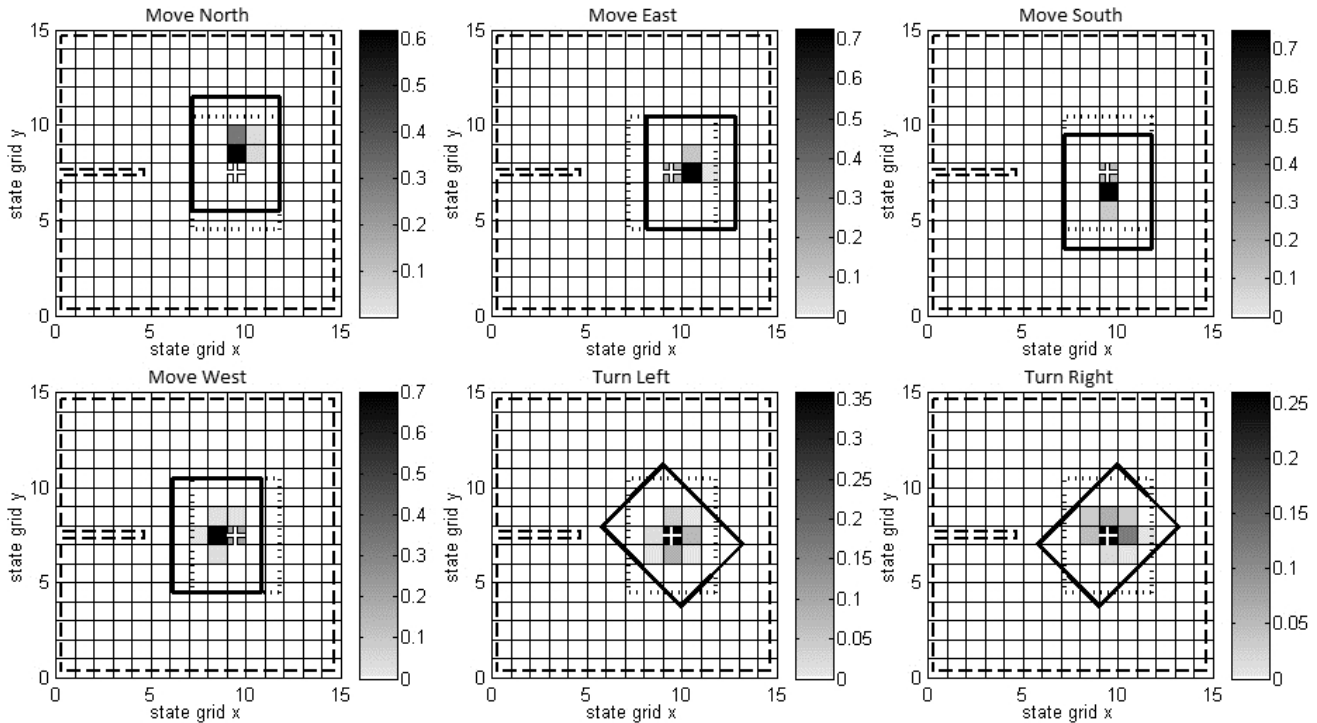 Move North
15
10
5
0
state grid y
0 5 10 15
state grid x
0.6
0.5
0.4
0.3
0.2
0.1
Move East
15
10
5
0
state grid y
0 5 10 15
state grid x
0.7
0.6
0.5
0.4
0.3
0.2
0.1
0
Move South
15
10
5
0
state grid y
0 5 10 15
state grid x
0.7
0.6
0.5
0.4
0.3
0.2
0.1
0
Move West
15
10
5
0
state grid y
0 5 10 15
state grid x
0.7
0.6
0.5
0.4
0.3
0.2
0.1
0
Turn Left
15
10
5
0
state grid y
0 5 10 15
state grid x
0.35
0.3
0.25
0.2
0.15
0.1
0.05
0
Turn Right
15
10
5
0
state grid y
0 5 10 15
state grid x
0.25
0.2
0.15
0.1
0.05
0